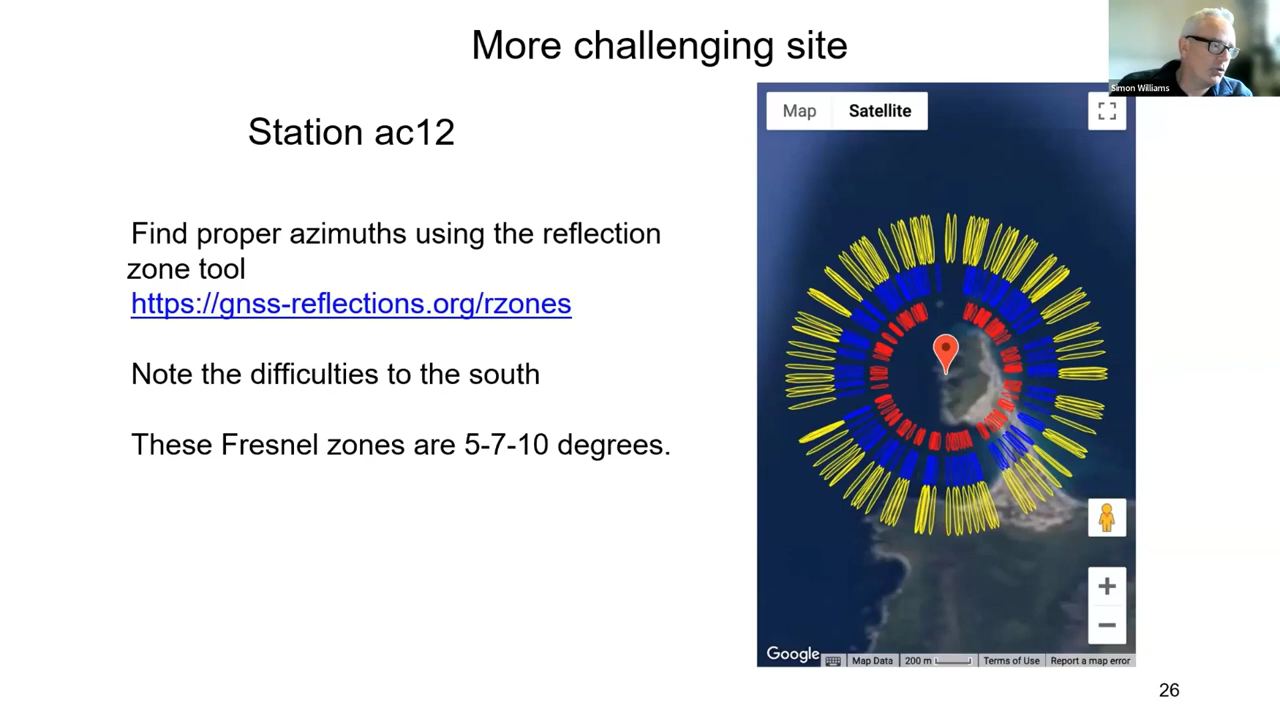 More challenging site
Simon Williams
Station ac12
Map Satellite
Find proper azimuths using the reflection
zone tool
https://gnss-reflections.org/rzones
Note the difficulties to the south
These Fresnel zones are 5-7-10 degrees.
+
−
Google Map Data 200 m Terms of Use Report a map error
26